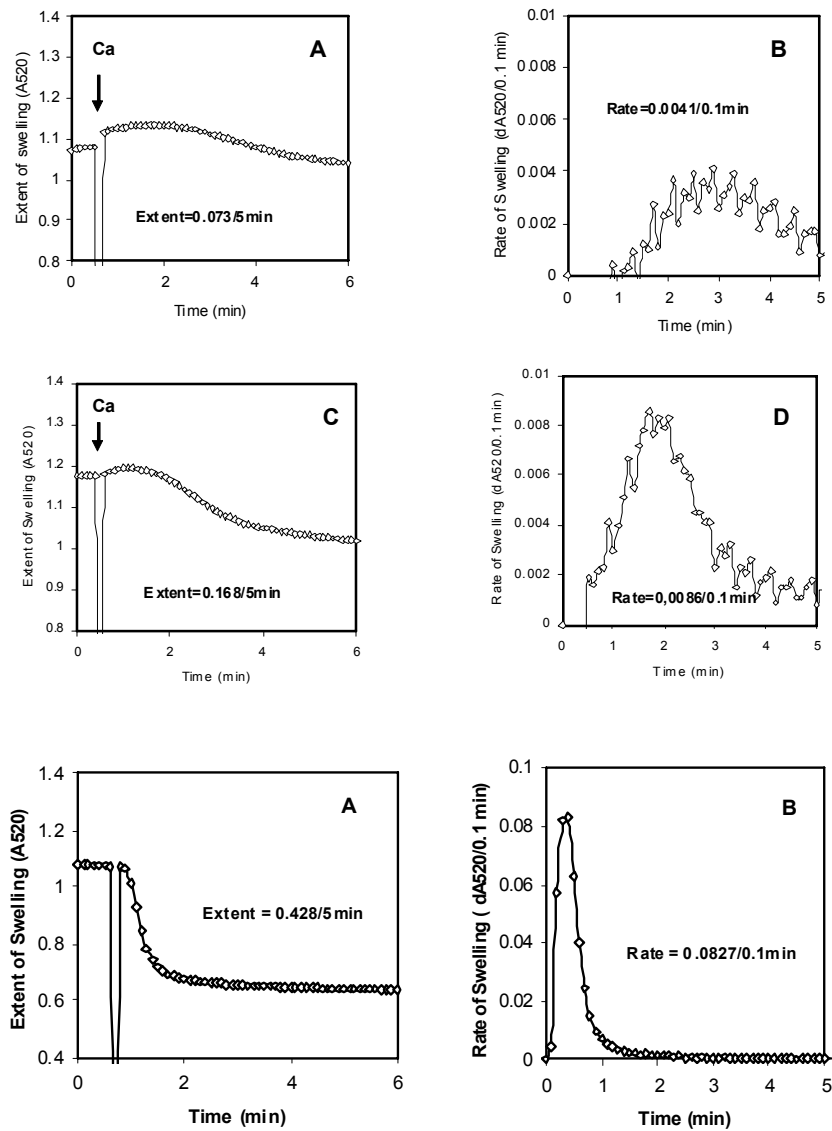 A
Ca
Extent of swelling (A520)
1.4
1.3
1.2
1.1
1
0.9
0.8
Extent=0.073/5min
0 2 4 6
Time (min)
B
Rate of Swelling (dA520/0.1 min)
0.01
0.008
0.006
0.004
0.002
0
Rate=0.0041/0.1min
0 1 2 3 4 5
Time (min)
C
Ca
Extent of Swelling (A520)
1.4
1.3
1.2
1.1
1
0.9
0.8
Extent=0.168/5min
0 2 4 6
Time (min)
D
Rate of Swelling (dA520/0.1 min)
0.01
0.008
0.006
0.004
0.002
0
Rate=0,0086/0.1min
0 1 2 3 4 5
Time (min)
A
Extent of Swelling (A520)
1.4
1.2
1
0.8
0.6
0.4
Extent = 0.428/5min
0 2 4 6
Time (min)
B
Rate of Swelling ( dA520/0.1 min)
0.1
0.08
0.06
0.04
0.02
0
Rate = 0.0827/0.1min
0 1 2 3 4 5
Time (min)